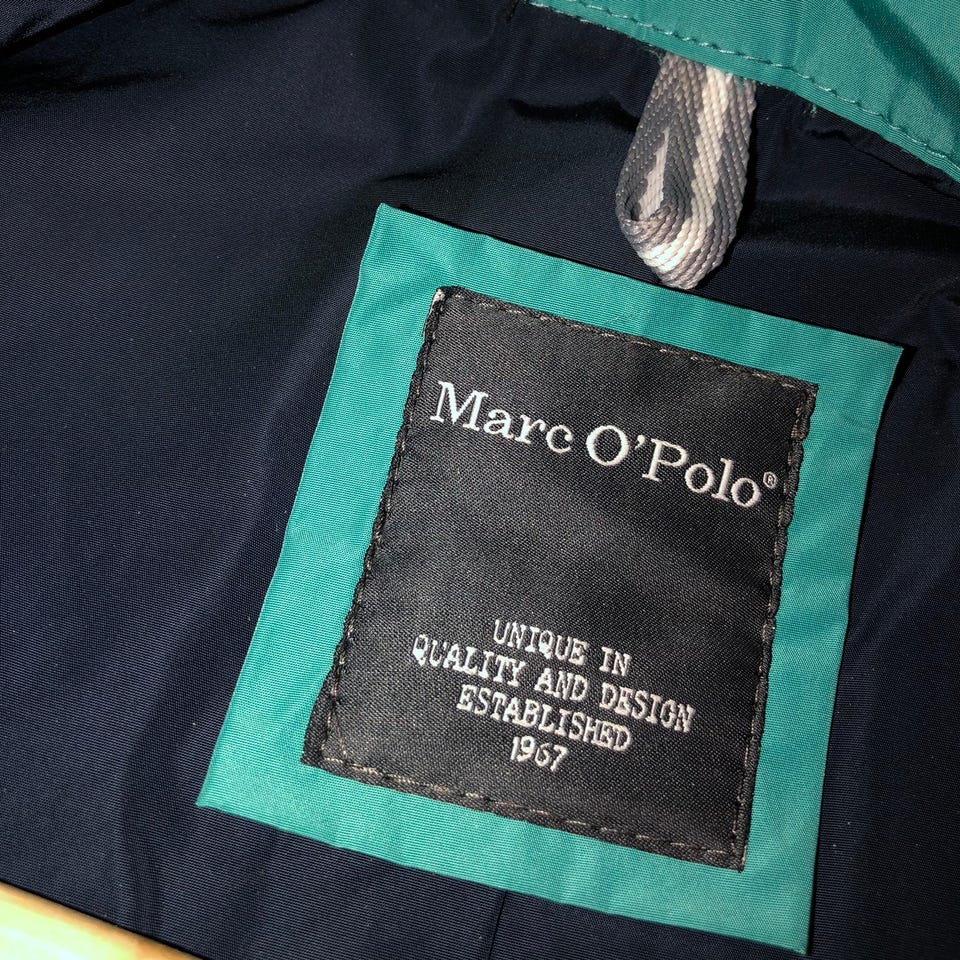 Marc O'Polo®
UNIQUE IN
QUALITY AND DESIGN
ESTABLISHED
1967